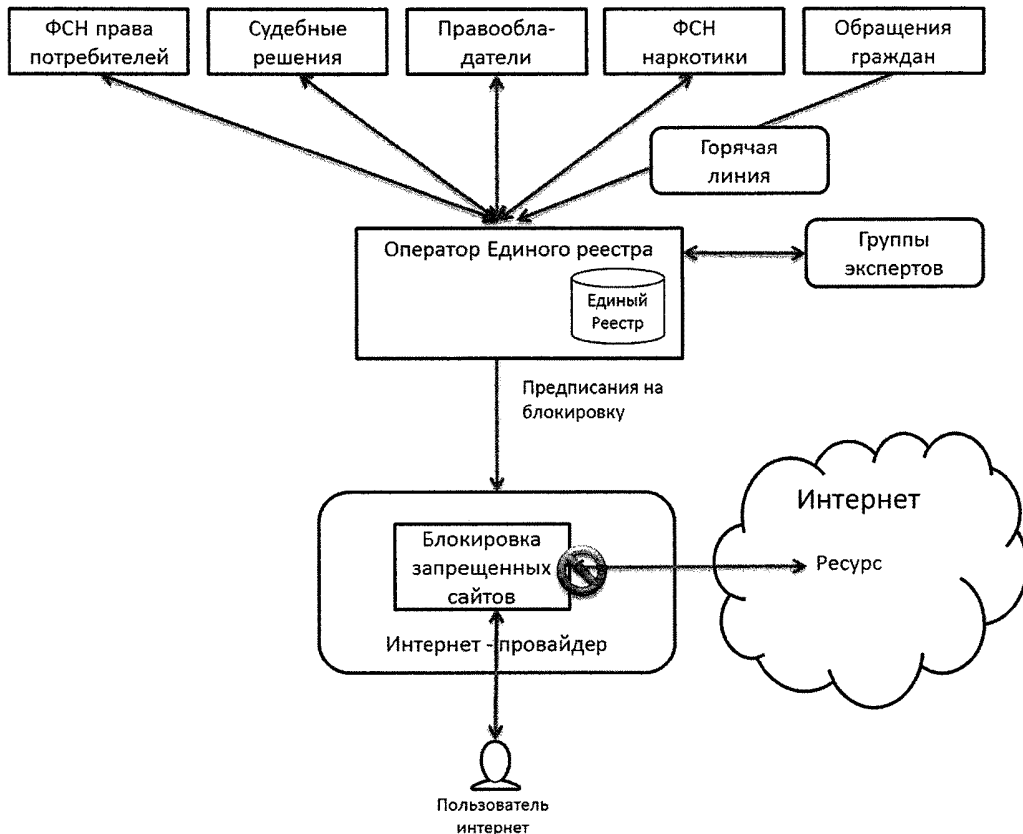 ФСН права
потребителей
Судебные
решения
Правообла-
датели
ФСН
наркотики
Обращения
граждан
Горячая
линия
Оператор Единого реестра
Группы
экспертов
Единый
Реестр
Предписания на
блокировку
Интернет
Блокировка
запрещенных
сайтов
Ресурс
Интернет - провайдер
Пользователь
интернет